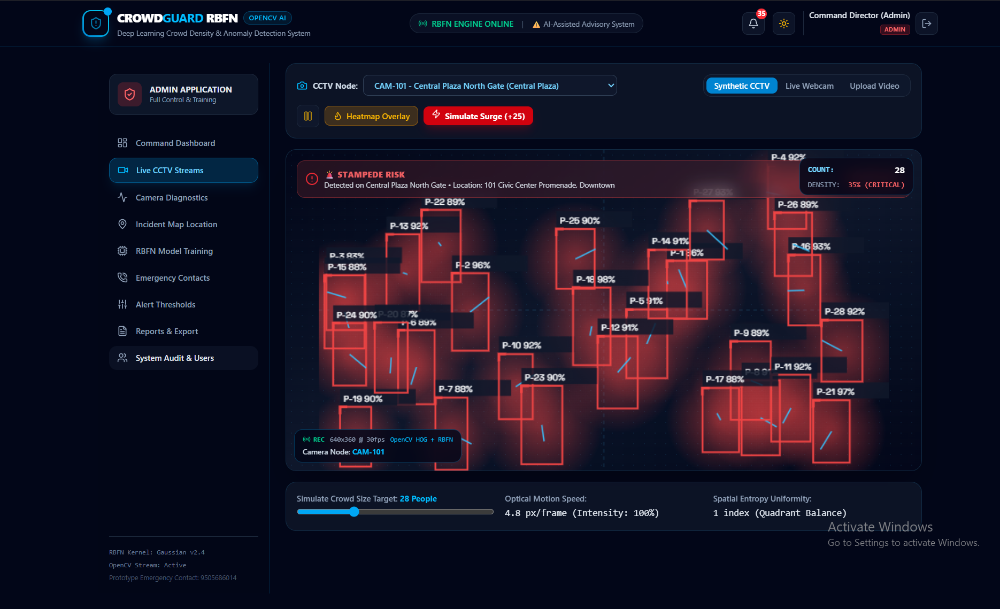 CROWDGUARD RBFN OPENCV AI
Deep Learning Crowd Density & Anomaly Detection System
RBFN ENGINE ONLINE | AI-Assisted Advisory System
35
Command Director (Admin)
ADMIN
ADMIN APPLICATION
Full Control & Training
Command Dashboard
Live CCTV Streams
Camera Diagnostics
Incident Map Location
RBFN Model Training
Emergency Contacts
Alert Thresholds
Reports & Export
System Audit & Users
RBFN Kernel: Gaussian v2.4
OpenCV Stream: Active
Prototype Emergency Contact: 9505686014
CCTV Node: CAM-101 - Central Plaza North Gate (Central Plaza)
Synthetic CCTV Live Webcam Upload Video
Heatmap Overlay Simulate Surge (+25)
P-4 92%
STAMPEDE RISK
Detected on Central Plaza North Gate • Location: 101 Civic Center Promenade, Downtown
COUNT: 28
DENSITY: 35% (CRITICAL)
P-27 93%
P-22 89%
P-26 89%
P-25 90%
P-13 92%
P-14 91%
P-16 93%
P-3 83%
P-15 88%
P-2 96%
P-18 98%
P-5 91%
P-28 92%
P-24 90%
P-20 87%
P-6 89%
P-12 91%
P-9 89%
P-10 92%
P-11 92%
P-23 90%
P-17 88%
P-7 88%
P-21 97%
P-19 90%
REC 640x360 @ 30fps OpenCV HOG + RBFN
Camera Node: CAM-101
Simulate Crowd Size Target: 28 People
Optical Motion Speed:
4.8 px/frame (Intensity: 100%)
Spatial Entropy Uniformity:
1 index (Quadrant Balance)
Activate Windows
Go to Settings to activate Windows.